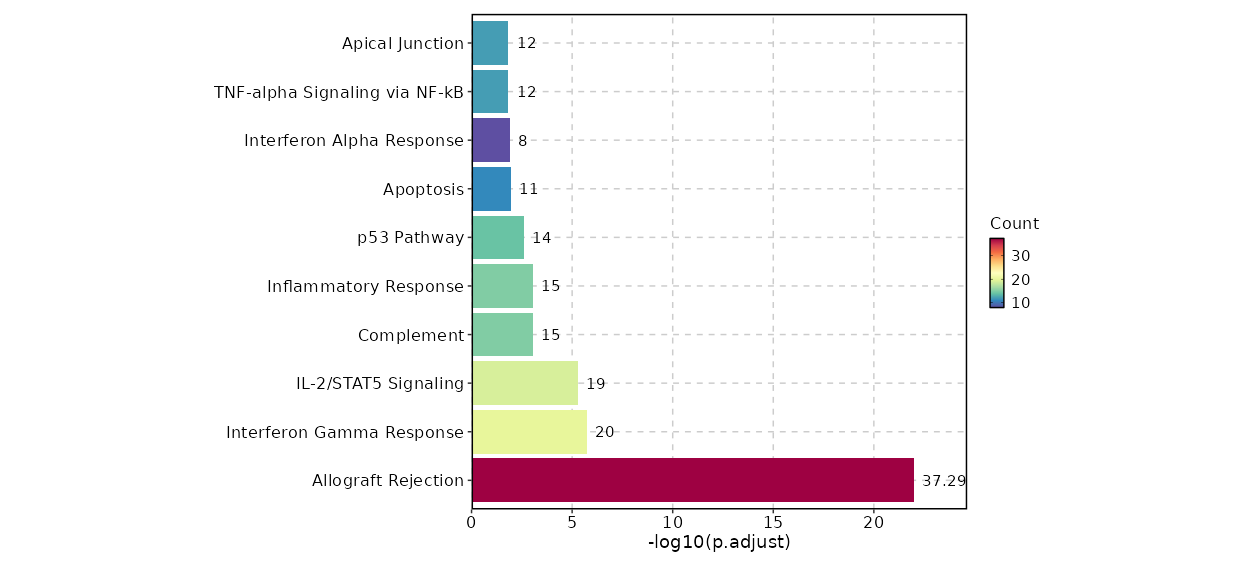 Apical Junction 12
TNF-alpha Signaling via NF-kB 12
Interferon Alpha Response 8
Apoptosis 11
p53 Pathway 14
Inflammatory Response 15
Complement 15
IL-2/STAT5 Signaling 19
Interferon Gamma Response 20
Allograft Rejection 37.29
0 5 10 15 20
-log10(p.adjust)
Count
30
20
10